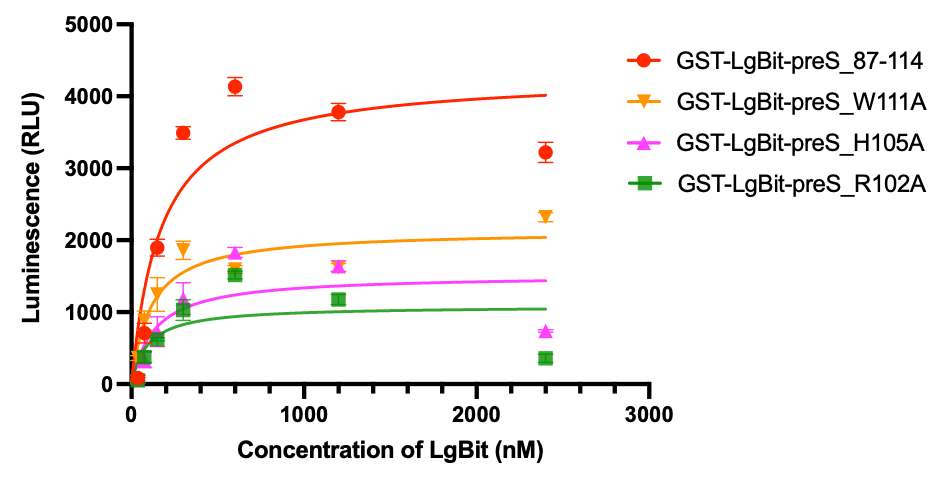 Luminescence (RLU)
5000
4000
3000
2000
1000
0
0 1000 2000 3000
Concentration of LgBit (nM)
GST-LgBit-preS_87-114
GST-LgBit-preS_W111A
GST-LgBit-preS_H105A
GST-LgBit-preS_R102A